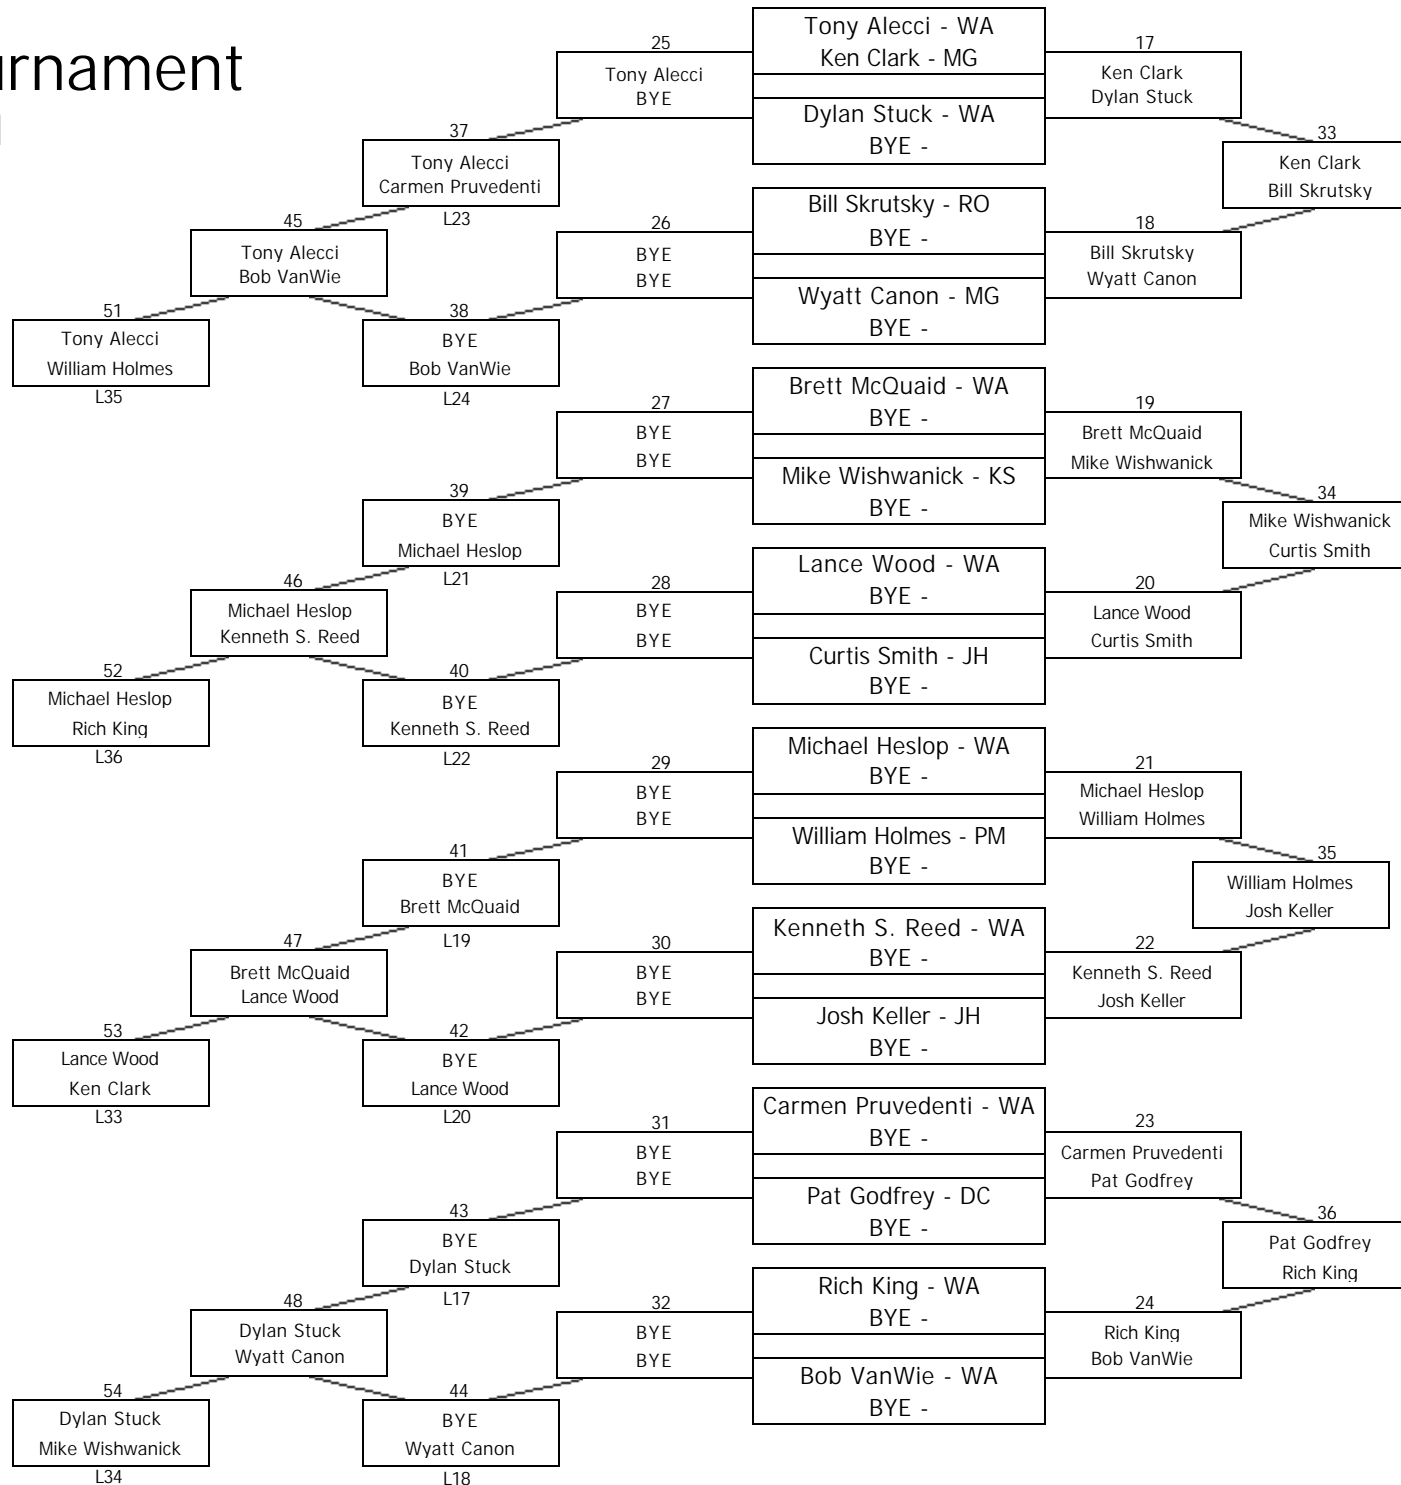 urnament
25
Tony Alecci
BYE
Tony Alecci - WA
Ken Clark - MG
Dylan Stuck - WA
BYE -
17
Ken Clark
Dylan Stuck
37
Tony Alecci
Carmen Pruvedenti
L23
33
Ken Clark
Bill Skrutsky
45
Tony Alecci
Bob VanWie
26
BYE
BYE
Bill Skrutsky - RO
BYE -
Wyatt Canon - MG
BYE -
18
Bill Skrutsky
Wyatt Canon
51
Tony Alecci
William Holmes
L35
38
BYE
Bob VanWie
L24
27
BYE
BYE
Brett McQuaid - WA
BYE -
Mike Wishwanick - KS
BYE -
19
Brett McQuaid
Mike Wishwanick
39
BYE
Michael Heslop
L21
34
Mike Wishwanick
Curtis Smith
46
Michael Heslop
Kenneth S. Reed
28
BYE
BYE
Lance Wood - WA
BYE -
Curtis Smith - JH
BYE -
20
Lance Wood
Curtis Smith
52
Michael Heslop
Rich King
L36
40
BYE
Kenneth S. Reed
L22
29
BYE
BYE
Michael Heslop - WA
BYE -
William Holmes - PM
BYE -
21
Michael Heslop
William Holmes
41
BYE
Brett McQuaid
L19
35
William Holmes
Josh Keller
47
Brett McQuaid
Lance Wood
30
BYE
BYE
Kenneth S. Reed - WA
BYE -
Josh Keller - JH
BYE -
22
Kenneth S. Reed
Josh Keller
53
Lance Wood
Ken Clark
L33
42
BYE
Lance Wood
L20
31
BYE
BYE
Carmen Pruvedenti - WA
BYE -
Pat Godfrey - DC
BYE -
23
Carmen Pruvedenti
Pat Godfrey
43
BYE
Dylan Stuck
L17
36
Pat Godfrey
Rich King
48
Dylan Stuck
Wyatt Canon
32
BYE
BYE
Rich King - WA
BYE -
Bob VanWie - WA
BYE -
24
Rich King
Bob VanWie
54
Dylan Stuck
Mike Wishwanick
L34
44
BYE
Wyatt Canon
L18